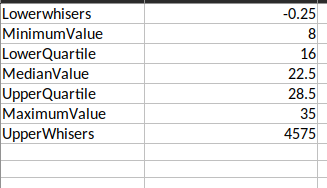 Lowerwhisers -0.25
MinimumValue 8
LowerQuartile 16
MedianValue 22.5
UpperQuartile 28.5
MaximumValue 35
UpperWhisers 4575